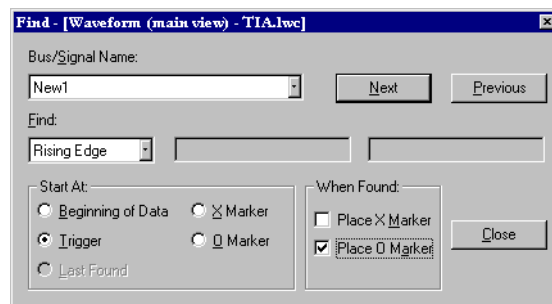 Find - [Waveform (main view) - TIA.lwc]
Bus/Signal Name:
New1
Next
Previous
Find:
Rising Edge
Start At:
Beginning of Data
X Marker
Trigger
O Marker
Last Found
When Found:
Place X Marker
Place O Marker
Close